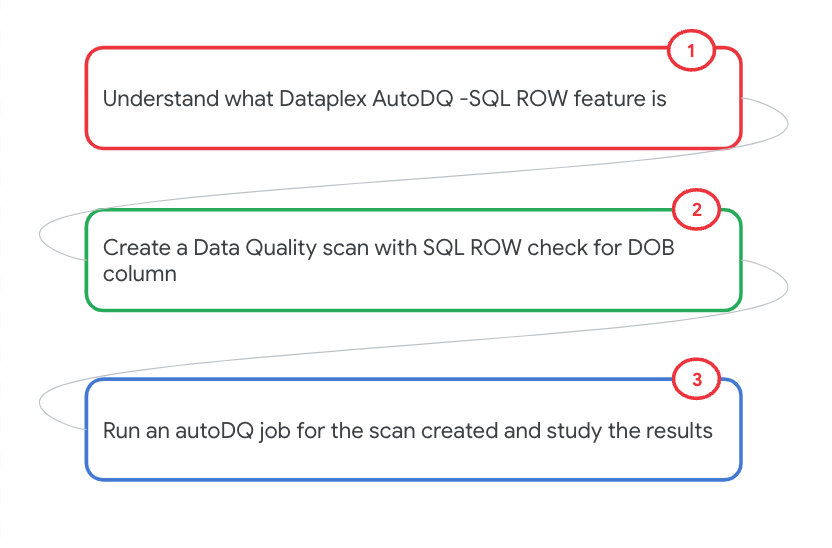 1
Understand what Dataplex AutoDQ -SQL ROW feature is
2
Create a Data Quality scan with SQL ROW check for DOB
column
3
Run an autoDQ job for the scan created and study the results